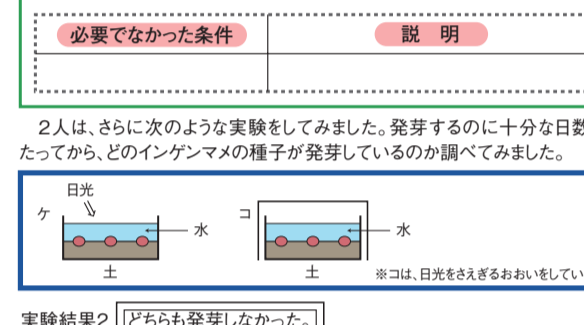 必要でなかった条件　説　明
　2人は、さらに次のような実験をしてみました。発芽するのに十分な日数
たってから、どのインゲンマメの種子が発芽しているのか調べてみました。
日光
ケ　水　コ　水
土　土　※コは、日光をさえぎるおおいをしてい
実験結果2　どちらも発芽しなかった。